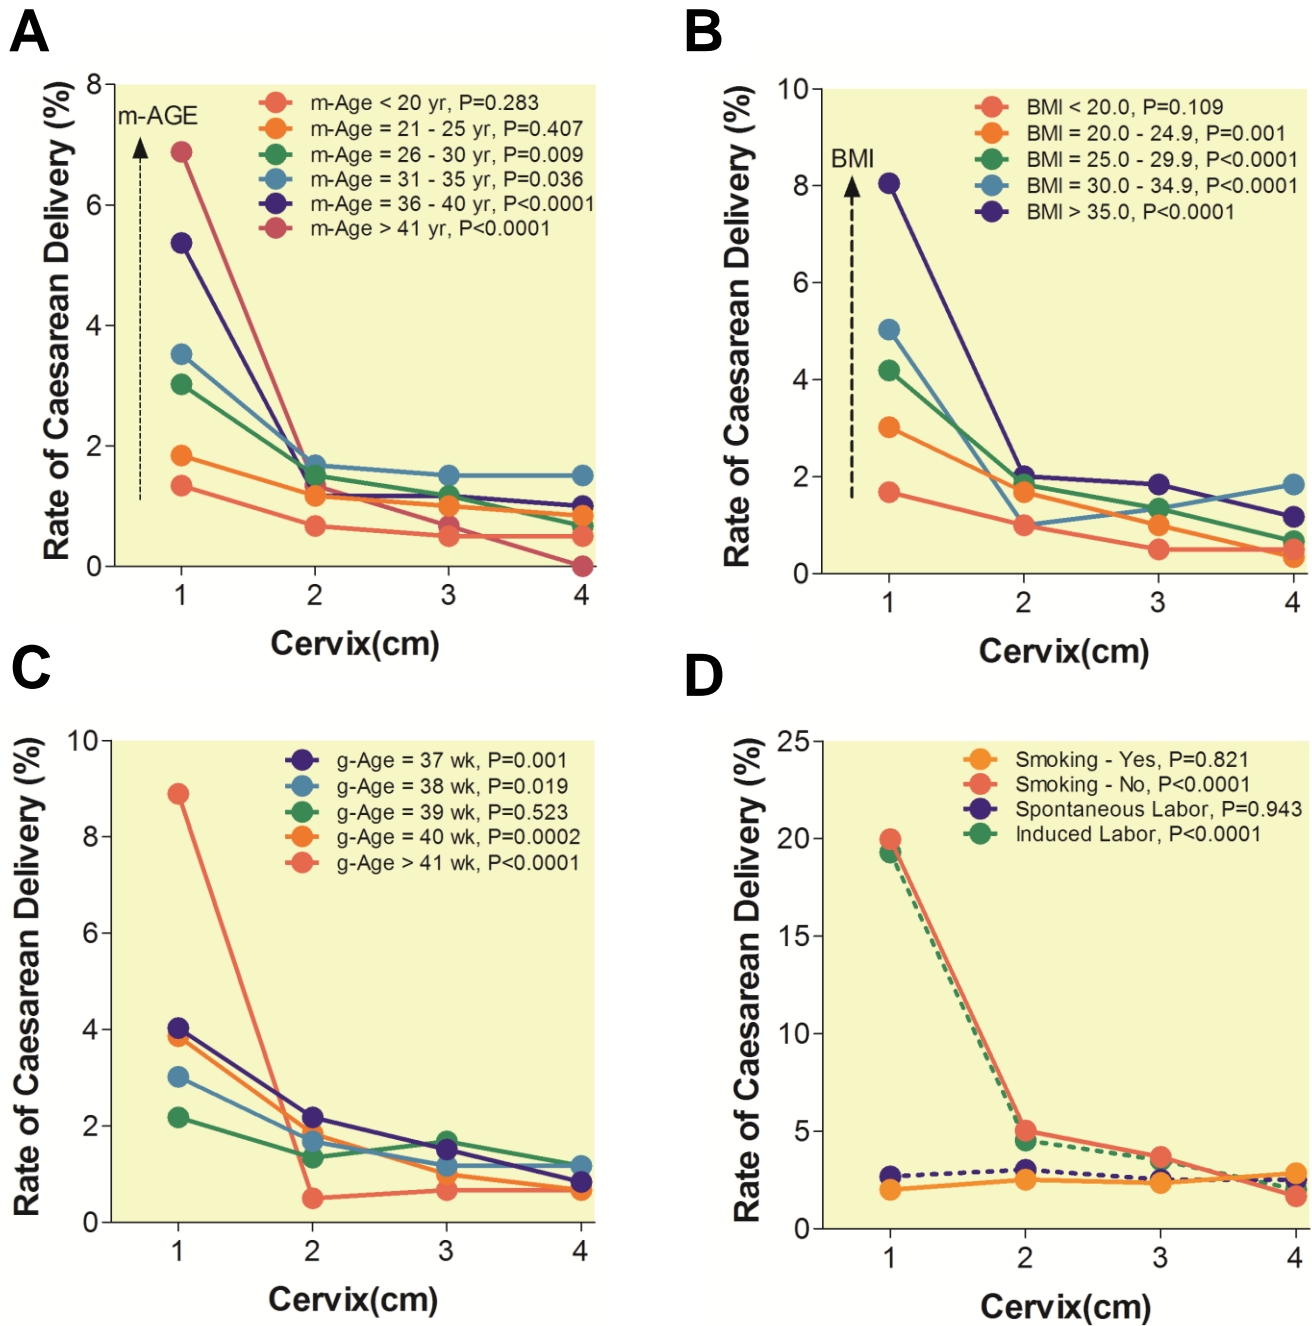 A
Rate of Caesarean Delivery (%)
8
6
4
2
0
m-AGE
m-Age < 20 yr, P=0.283
m-Age = 21 - 25 yr, P=0.407
m-Age = 26 - 30 yr, P=0.009
m-Age = 31 - 35 yr, P=0.036
m-Age = 36 - 40 yr, P<0.0001
m-Age > 41 yr, P<0.0001
1 2 3 4
Cervix(cm)
B
Rate of Caesarean Delivery (%)
10
8
6
4
2
0
BMI
BMI < 20.0, P=0.109
BMI = 20.0 - 24.9, P=0.001
BMI = 25.0 - 29.9, P<0.0001
BMI = 30.0 - 34.9, P<0.0001
BMI > 35.0, P<0.0001
1 2 3 4
Cervix(cm)
C
Rate of Caesarean Delivery (%)
10
8
6
4
2
0
g-Age = 37 wk, P=0.001
g-Age = 38 wk, P=0.019
g-Age = 39 wk, P=0.523
g-Age = 40 wk, P=0.0002
g-Age > 41 wk, P<0.0001
1 2 3 4
Cervix(cm)
D
Rate of Caesarean Delivery (%)
25
20
15
10
5
0
Smoking - Yes, P=0.821
Smoking - No, P<0.0001
Spontaneous Labor, P=0.943
Induced Labor, P<0.0001
1 2 3 4
Cervix(cm)